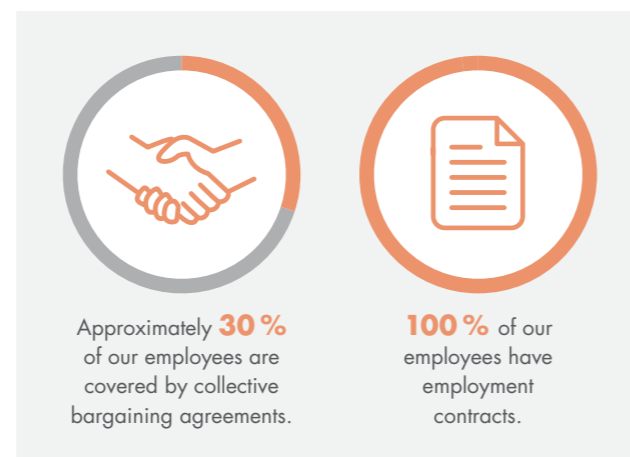 Approximately 30 %
of our employees are
covered by collective
bargaining agreements.
100 % of our
employees have
employment
contracts.